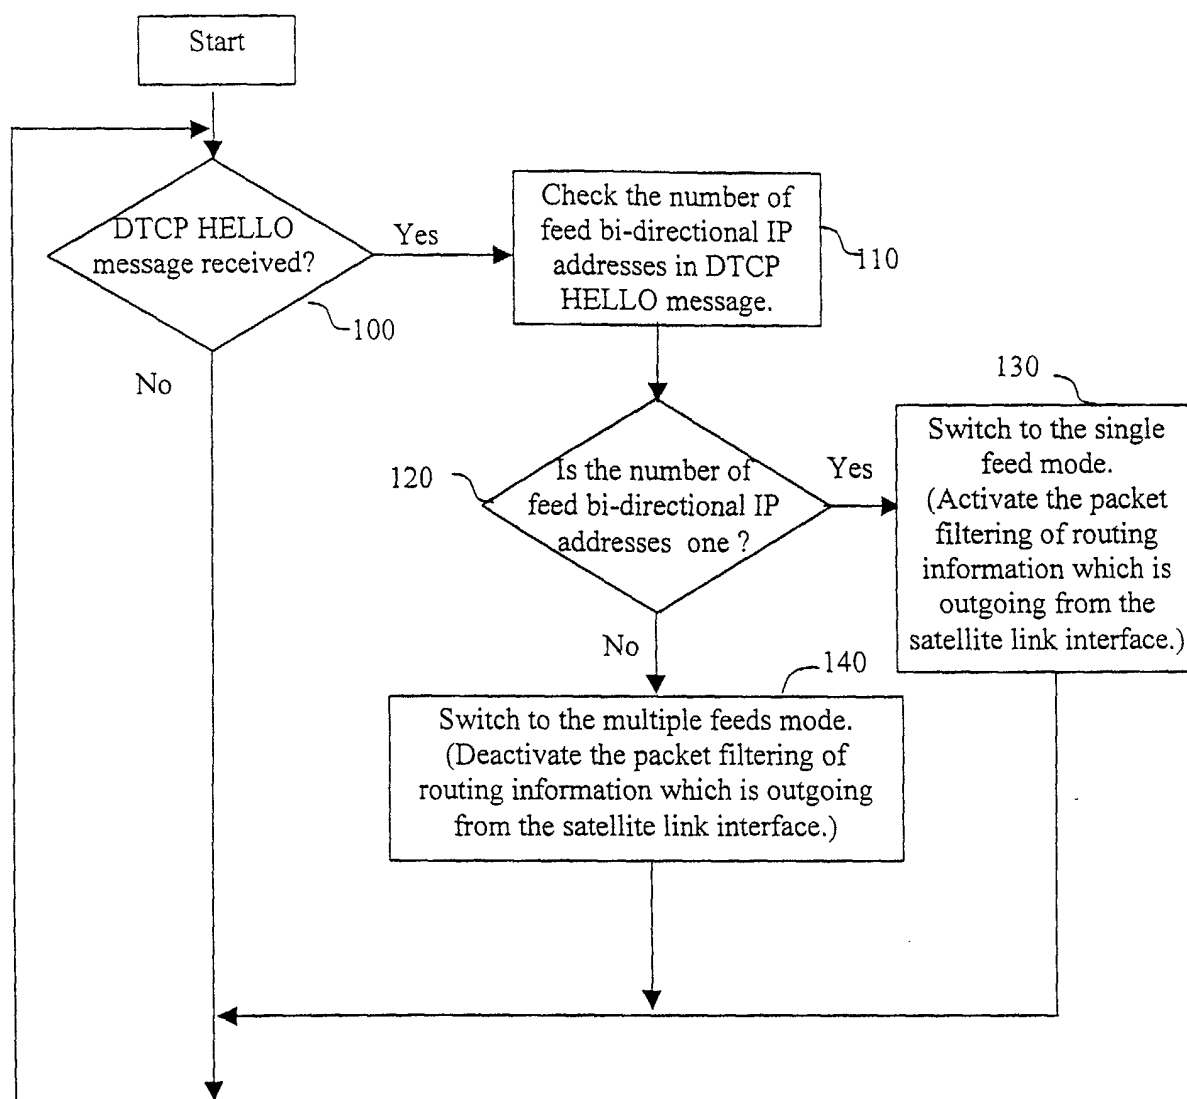 Start
DTCP HELLO
message received?
Yes
100
No
Check the number of
feed bi-directional IP
addresses in DTCP
HELLO message.
110
120
Is the number of
feed bi-directional IP
addresses one ?
Yes
No
130
Switch to the single
feed mode.
(Activate the packet
filtering of routing
information which is
outgoing from the
satellite link interface.)
140
Switch to the multiple feeds mode.
(Deactivate the packet filtering of
routing information which is outgoing
from the satellite link interface.)